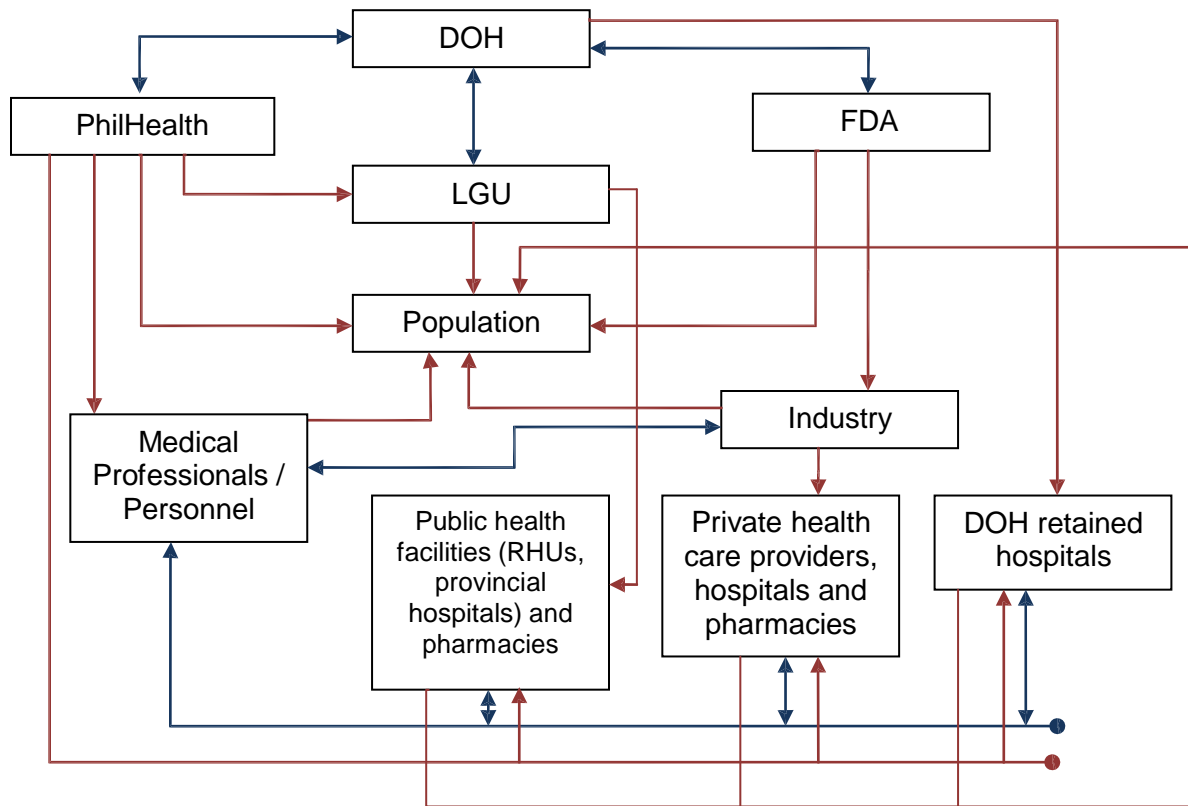 DOH
PhilHealth
FDA
LGU
Population
Industry
Medical
Professionals /
Personnel
Public health
facilities (RHUs,
provincial
hospitals) and
pharmacies
Private health
care providers,
hospitals and
pharmacies
DOH retained
hospitals